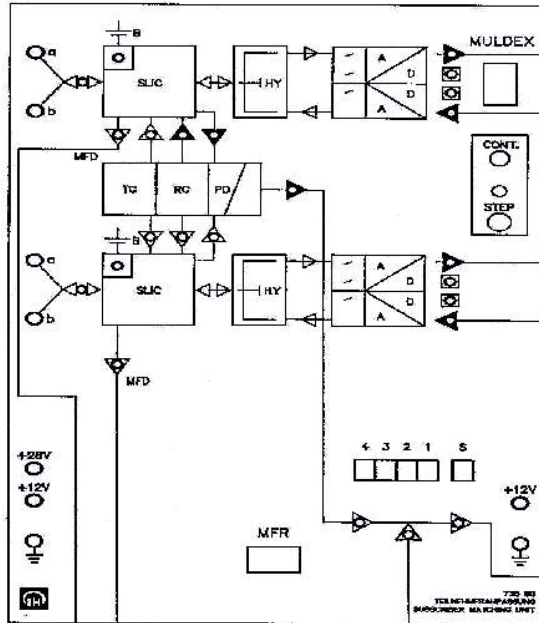 a
B
MULDEX
SLIC
HY
A
D
D
A
b
MFD
CONT.
TG
RG
PD
STEP
a
B
SLIC
HY
A
D
D
A
b
MFD
4 3 2 1 S
+28V
+12V
+12V
MFR
TEILNEHMERANPASSUNG
SUBSCRIBER MATCHING UNIT